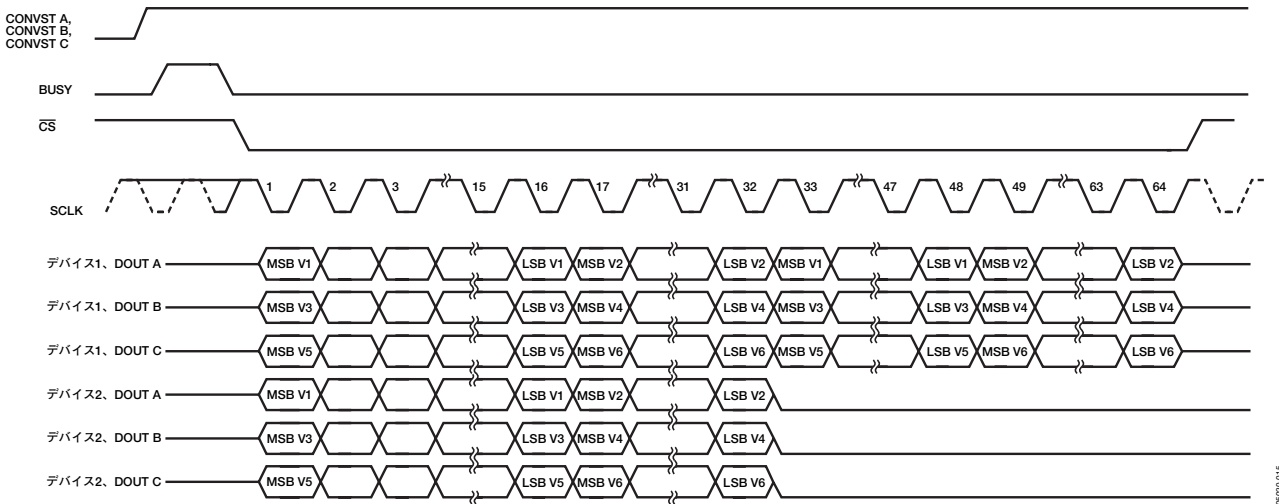 CONVST A,
CONVST B,
CONVST C
BUSY
CS
SCLK
1 2 3 15 16 17 31 32 33 47 48 49 63 64
デバイス1、DOUT A MSB V1 LSB V1 MSB V2 LSB V2 MSB V1 LSB V1 MSB V2 LSB V2
デバイス1、DOUT B MSB V3 LSB V3 MSB V4 LSB V4 MSB V3 LSB V3 MSB V4 LSB V4
デバイス1、DOUT C MSB V5 LSB V5 MSB V6 LSB V6 MSB V5 LSB V5 MSB V6 LSB V6
デバイス2、DOUT A MSB V1 LSB V1 MSB V2 LSB V2
デバイス2、DOUT B MSB V3 LSB V3 MSB V4 LSB V4
デバイス2、DOUT C MSB V5 LSB V5 MSB V6 LSB V6